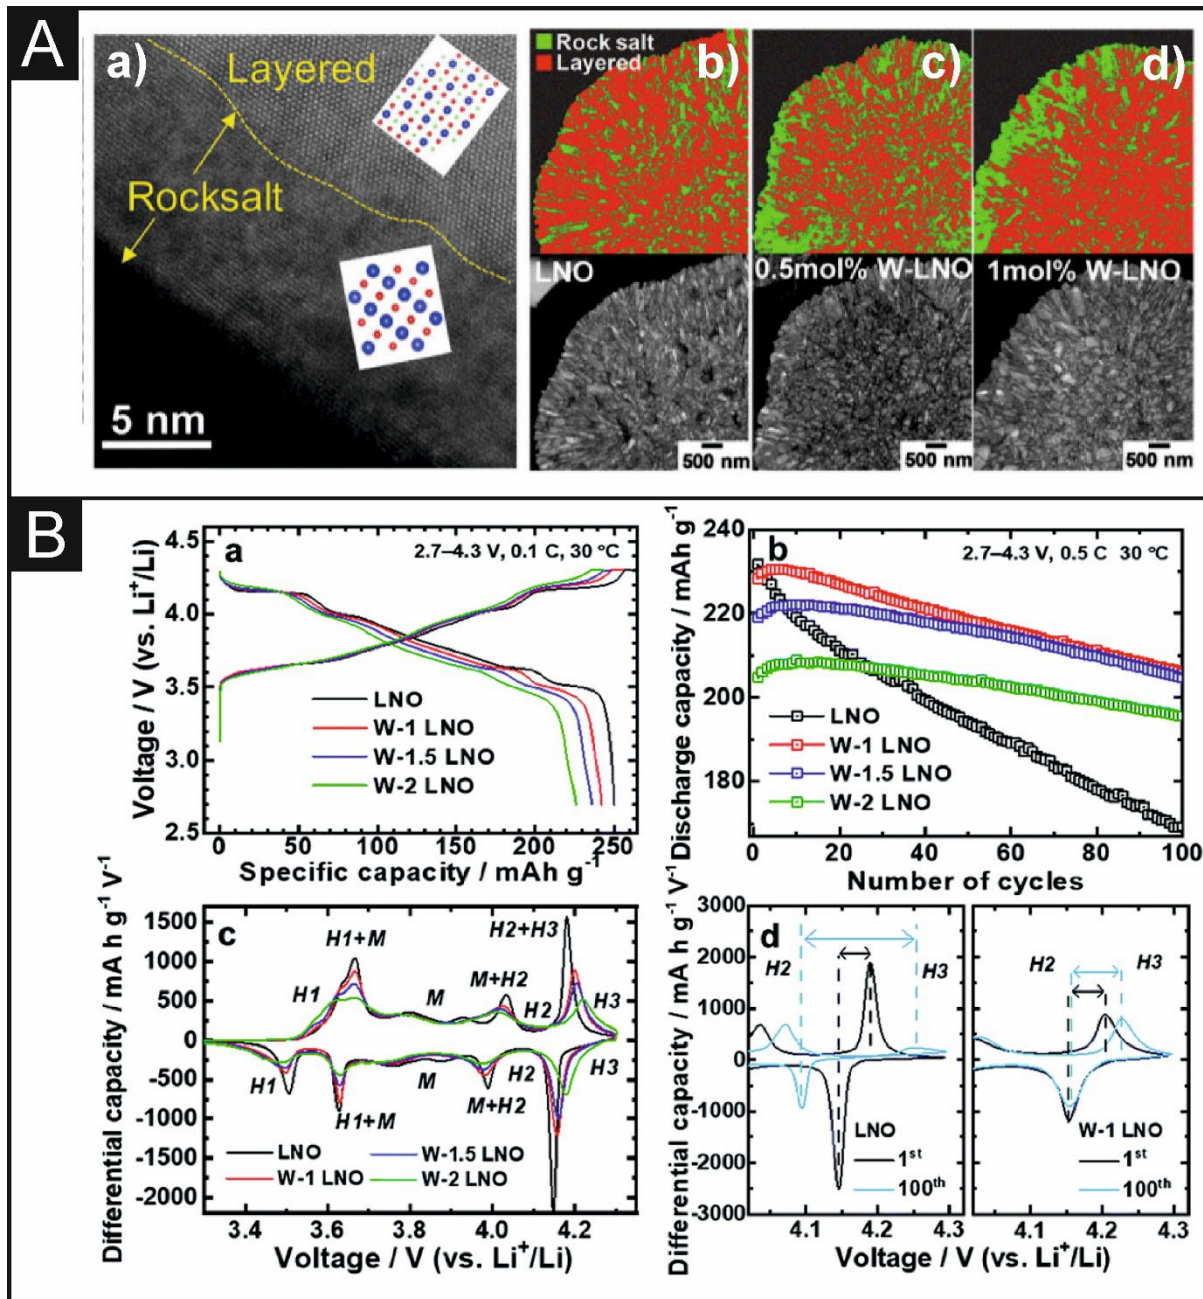 A
a)
Layered
Rocksalt
5 nm
Rock salt
Layered
b)
c)
d)
LNO
0.5mol% W-LNO
1mol% W-LNO
500 nm
500 nm
500 nm
B
a
2.7–4.3 V, 0.1 C, 30 °C
Voltage / V (vs. Li⁺/Li)
4.5
4.0
3.5
3.0
2.5
LNO
W-1 LNO
W-1.5 LNO
W-2 LNO
0 50 100 150 200 250
Specific capacity / mAh g⁻¹
b
2.7–4.3 V, 0.5 C 30 °C
Discharge capacity / mAh g⁻¹
240
220
200
180
LNO
W-1 LNO
W-1.5 LNO
W-2 LNO
0 20 40 60 80 100
Number of cycles
c
Differential capacity / mA h g⁻¹ V⁻¹
1500
1000
500
0
-500
-1000
-1500
-2000
H1
H1+M
M
M+H2
H2
H2+H3
H3
H1
H1+M
M
M+H2
H2
H3
LNO
W-1 LNO
W-1.5 LNO
W-2 LNO
3.3 3.6 3.9 4.2
Voltage / V (vs. Li⁺/Li)
d
Differential capacity / mA h g⁻¹ V⁻¹
3000
2000
1000
0
-1000
-2000
-3000
H2
H3
LNO
1ˢᵗ
100ᵗʰ
H2
H3
W-1 LNO
1ˢᵗ
100ᵗʰ
4.1 4.2 4.3
4.1 4.2 4.3
Voltage / V (vs. Li⁺/Li)